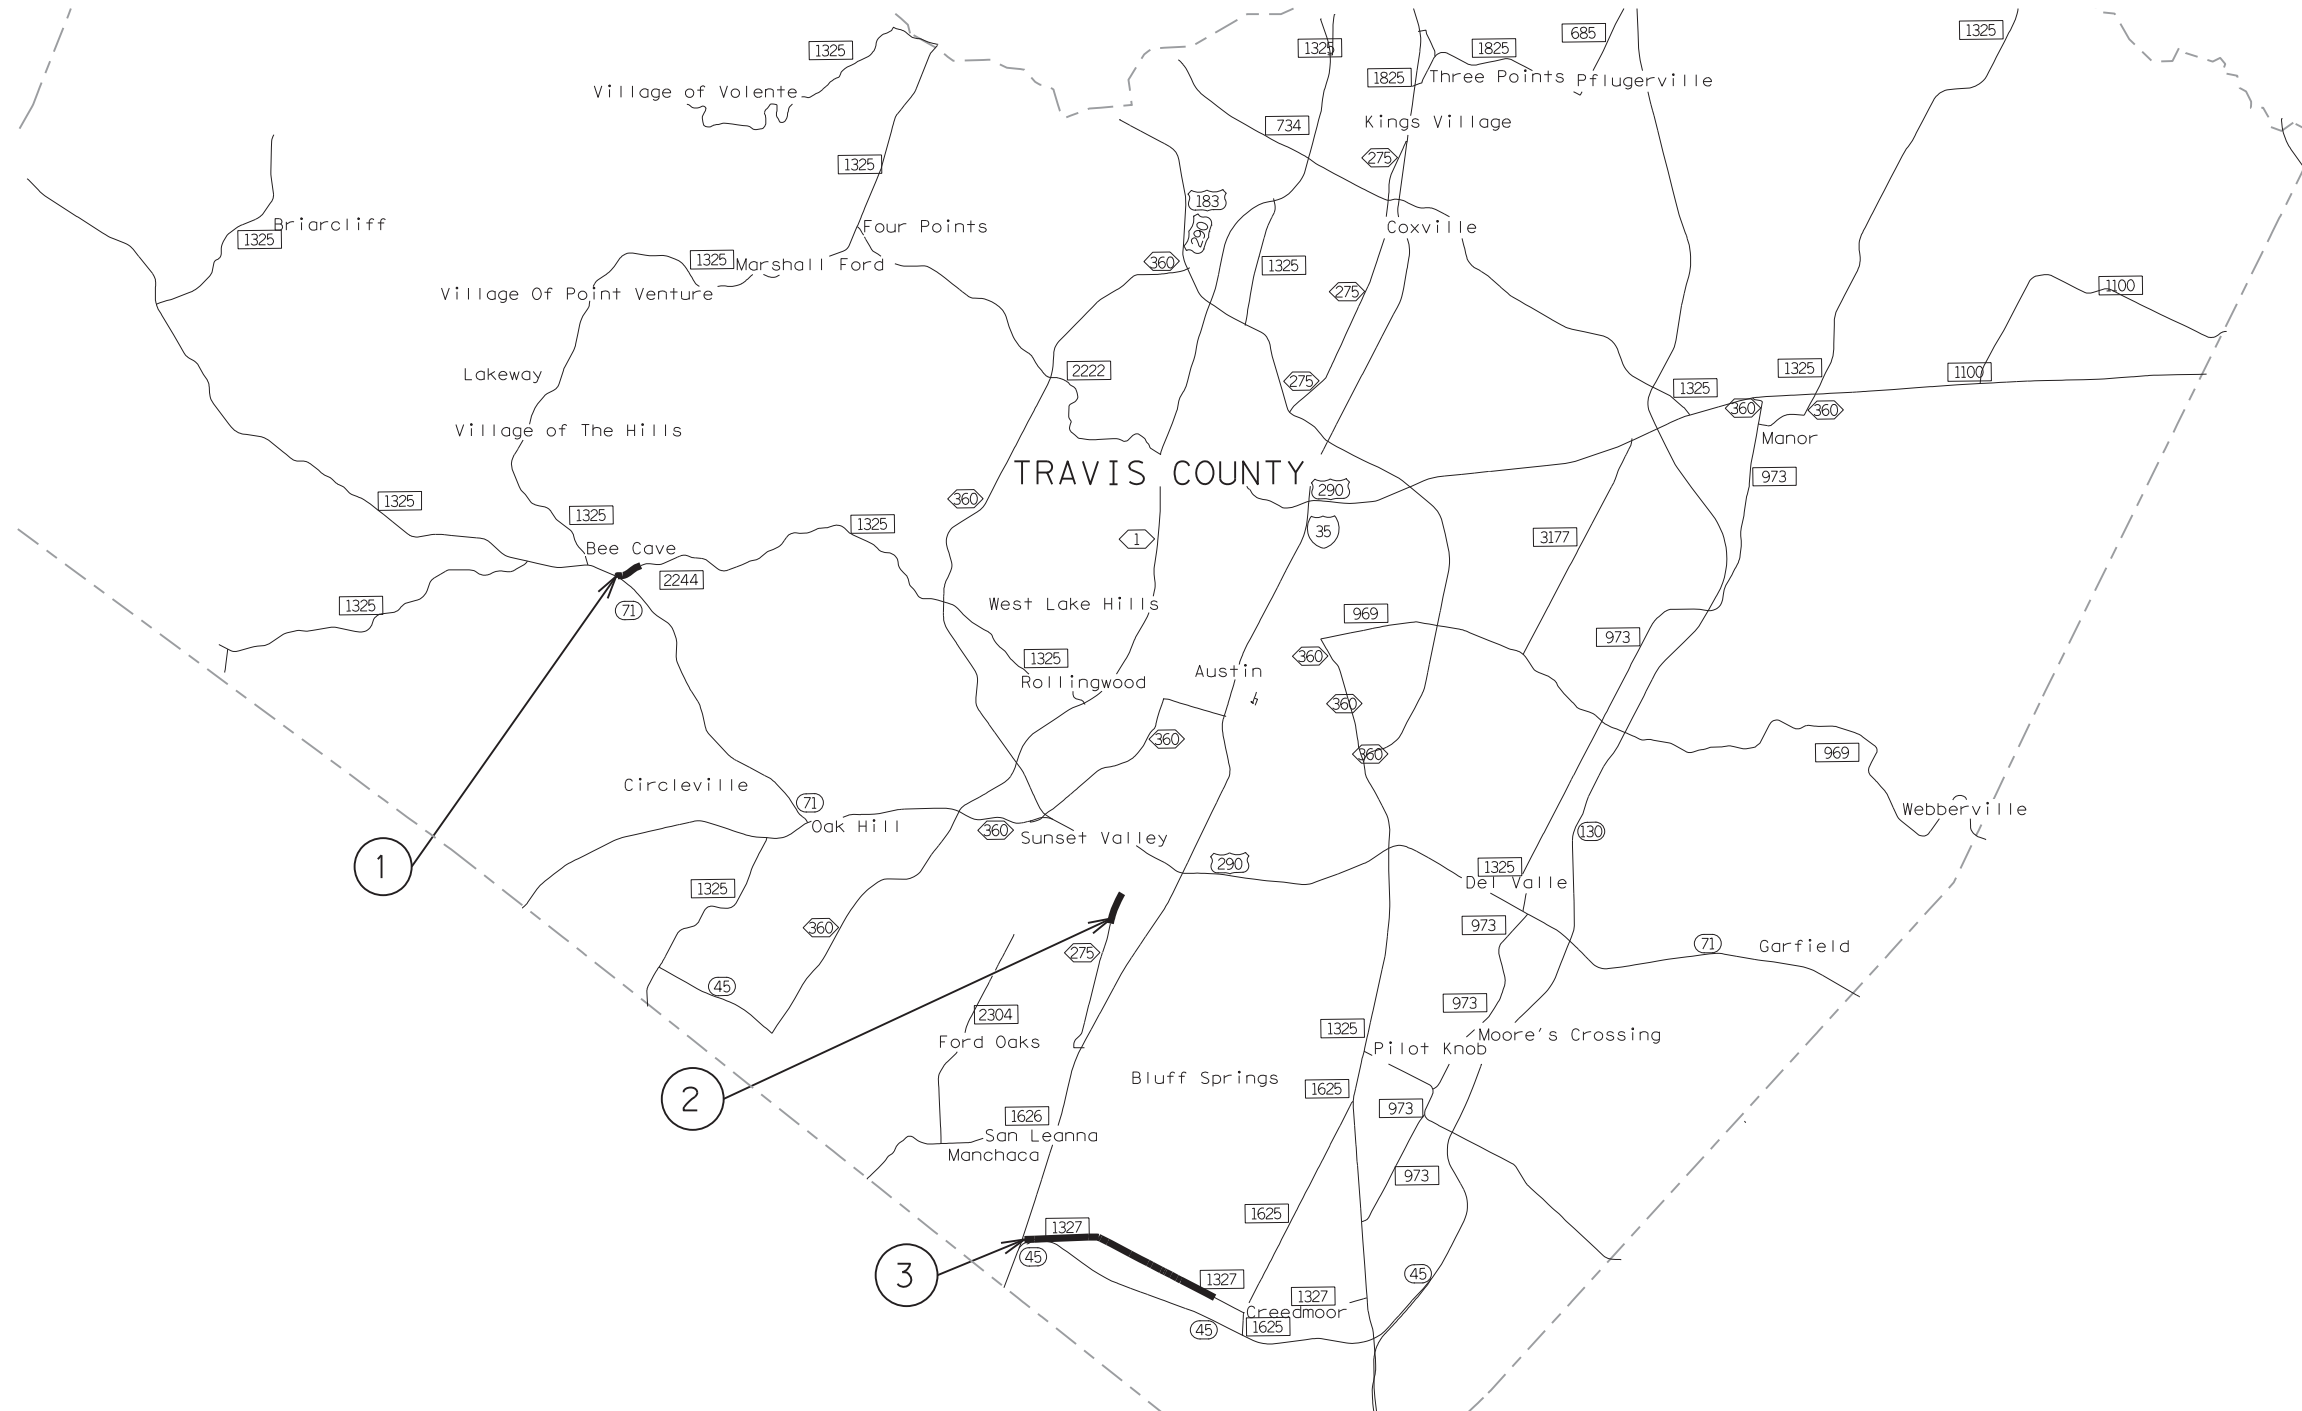 1325
1325
685
1825
1325
1825
Three Points
Pflugerville
Village of Volente
734
Kings Village
275
1325
183
290
Briarcliff
1325
Four Points
Coxville
1325
Marshall Ford
360
1325
Village Of Point Venture
275
1100
2222
Lakeway
275
1325
1325
1100
360
360
Village of The Hills
Manor
TRAVIS COUNTY
973
290
1325
360
1325
1325
35
1
3177
Bee Cave
2244
71
1325
West Lake Hills
969
973
360
1325
Rollingwood
Austin
360
360
360
969
Circleville
71
Oak Hill
360
Sunset Valley
Webberville
130
1
290
1325
Del Valle
1325
360
973
275
71
Garfield
45
973
2304
1325
Moore's Crossing
Ford Oaks
Pilot Knob
Bluff Springs
2
1625
973
1626
San Leanna
Manchaca
973
1625
1327
45
3
1327
45
1327
Creedmoor
45
1625